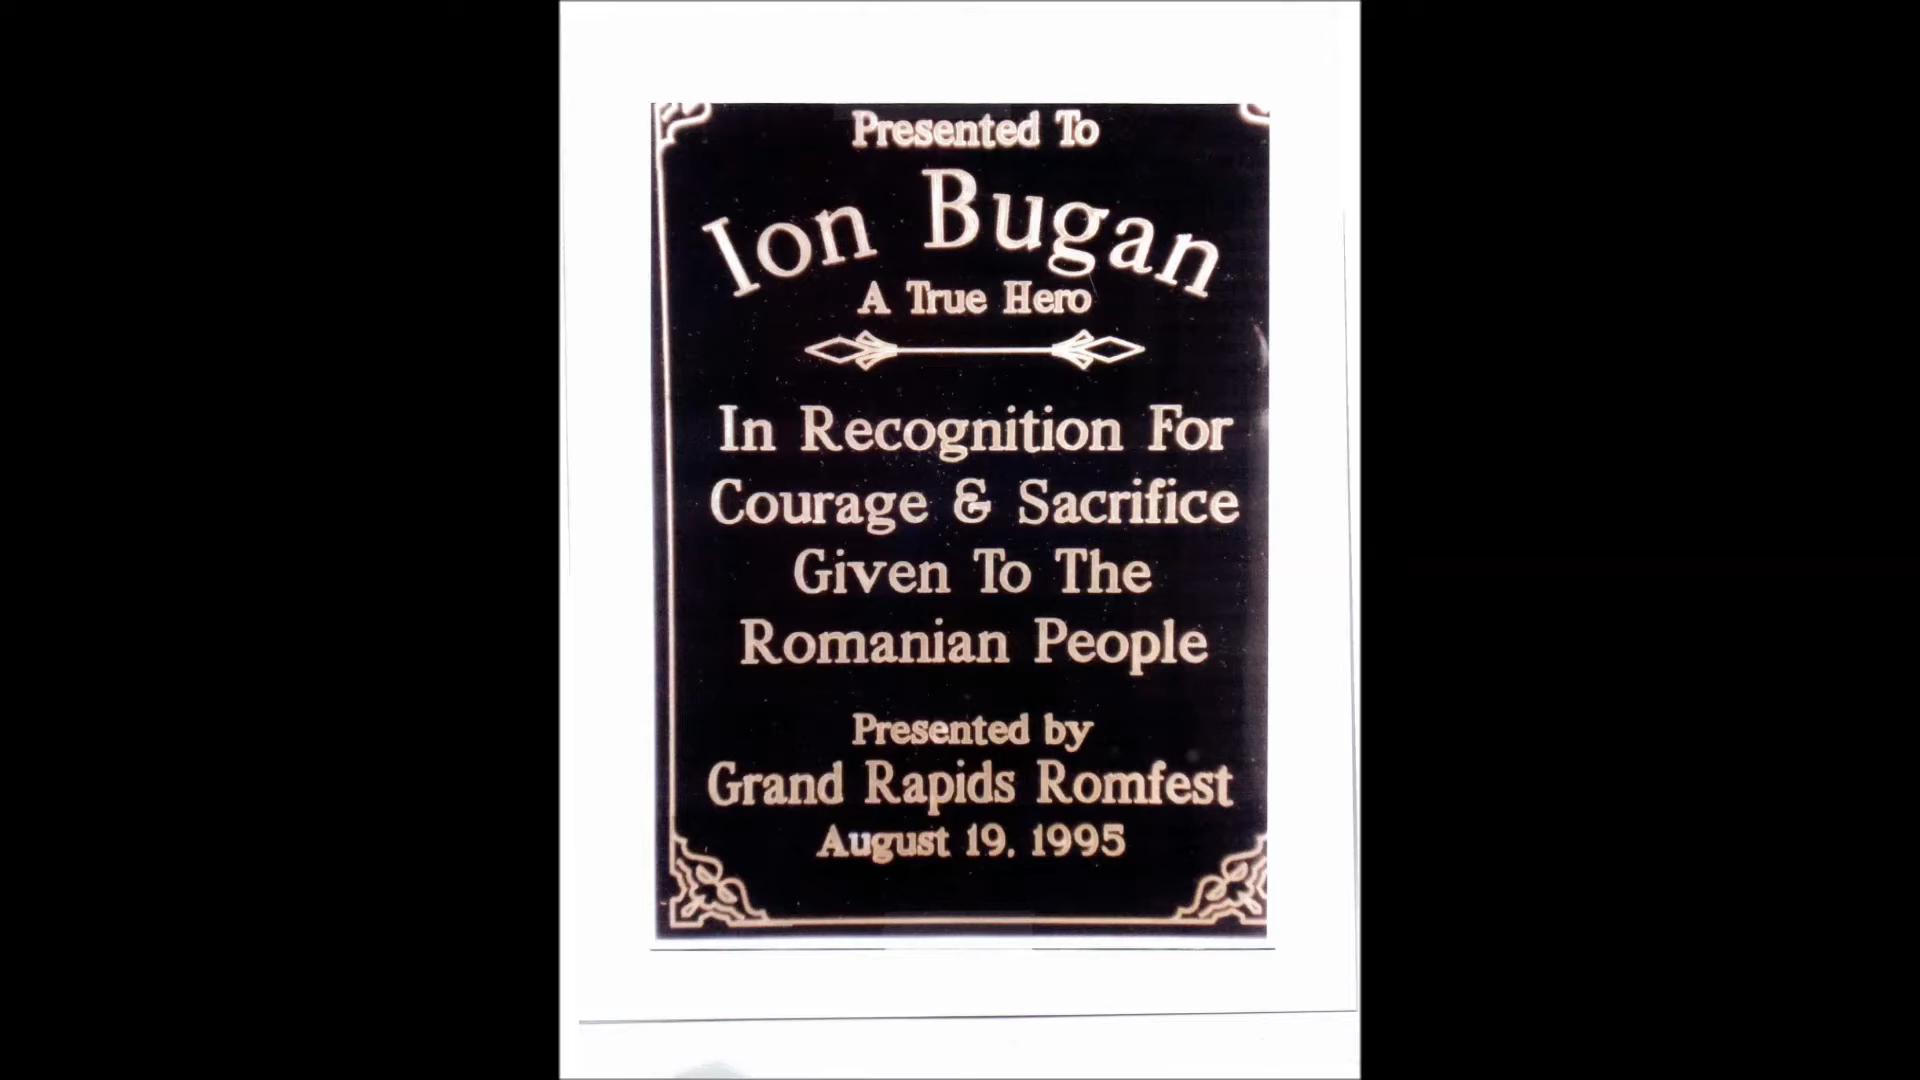 Presented To
Ion Bugan
A True Hero
In Recognition For
Courage & Sacrifice
Given To The
Romanian People
Presented by
Grand Rapids Romfest
August 19, 1995